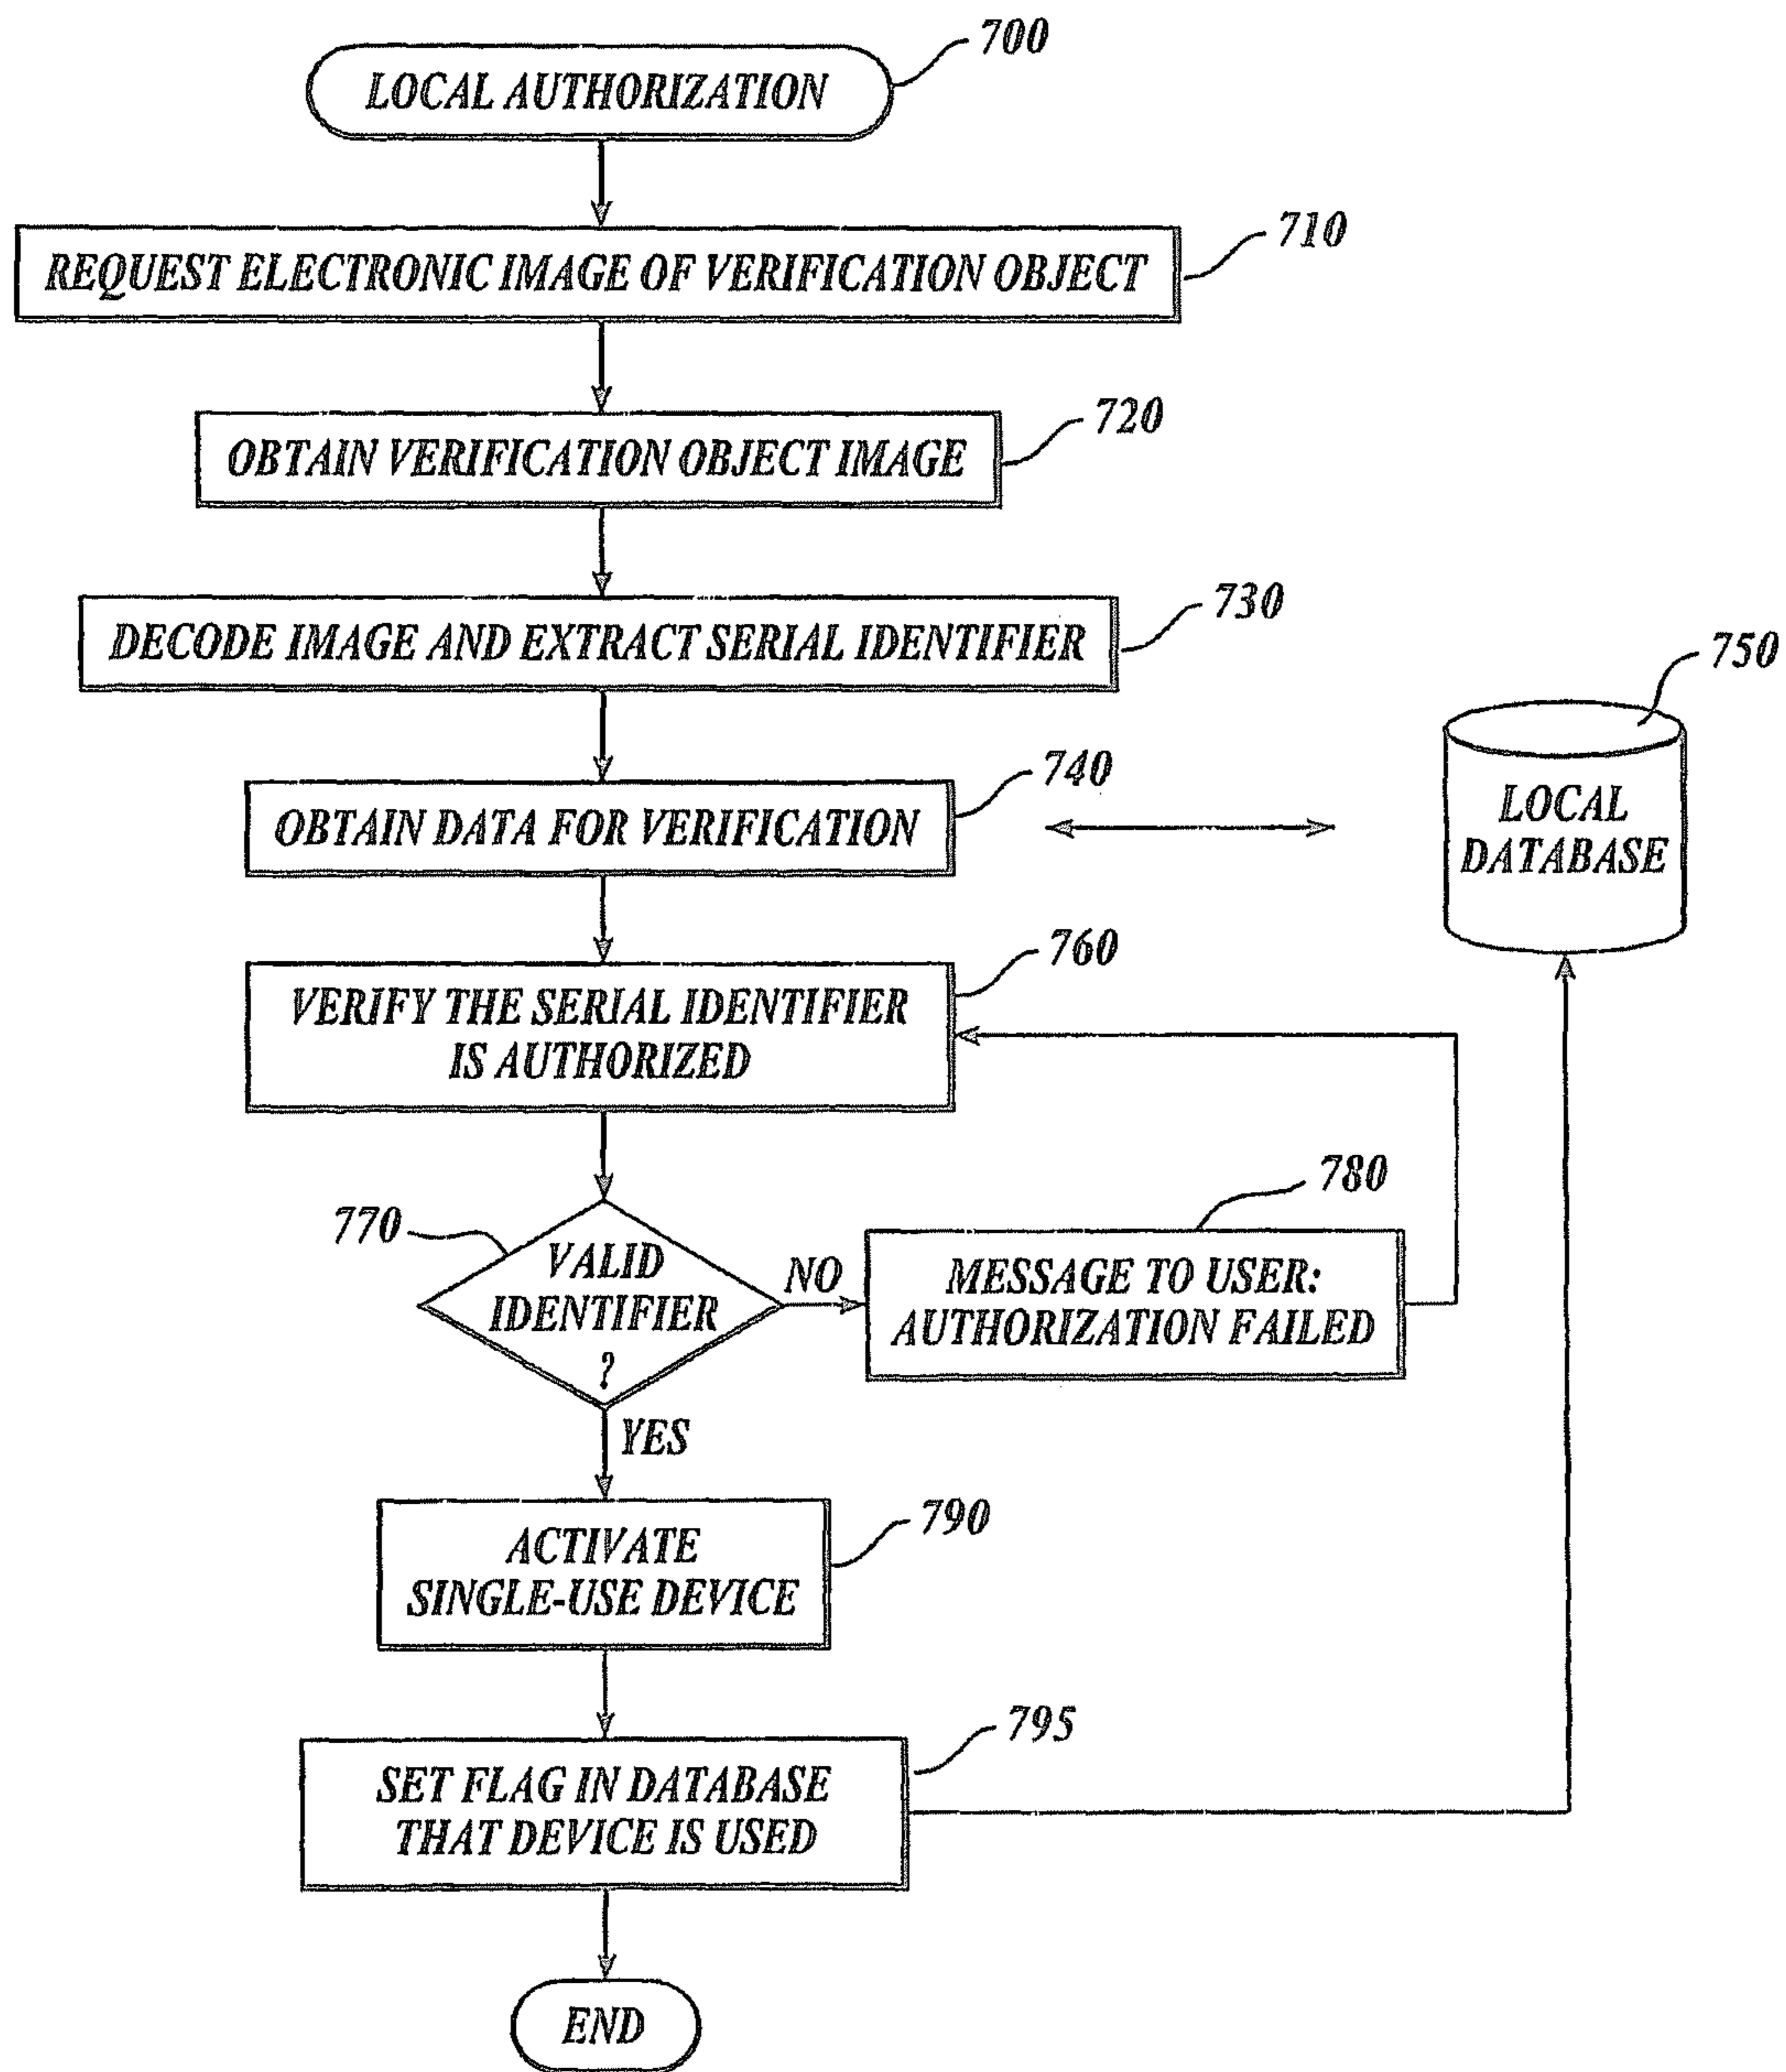 700
LOCAL AUTHORIZATION
710
REQUEST ELECTRONIC IMAGE OF VERIFICATION OBJECT
720
OBTAIN VERIFICATION OBJECT IMAGE
730
DECODE IMAGE AND EXTRACT SERIAL IDENTIFIER
740
OBTAIN DATA FOR VERIFICATION
750
LOCAL
DATABASE
760
VERIFY THE SERIAL IDENTIFIER
IS AUTHORIZED
770
VALID
IDENTIFIER
?
NO
780
MESSAGE TO USER:
AUTHORIZATION FAILED
YES
790
ACTIVATE
SINGLE-USE DEVICE
795
SET FLAG IN DATABASE
THAT DEVICE IS USED
END